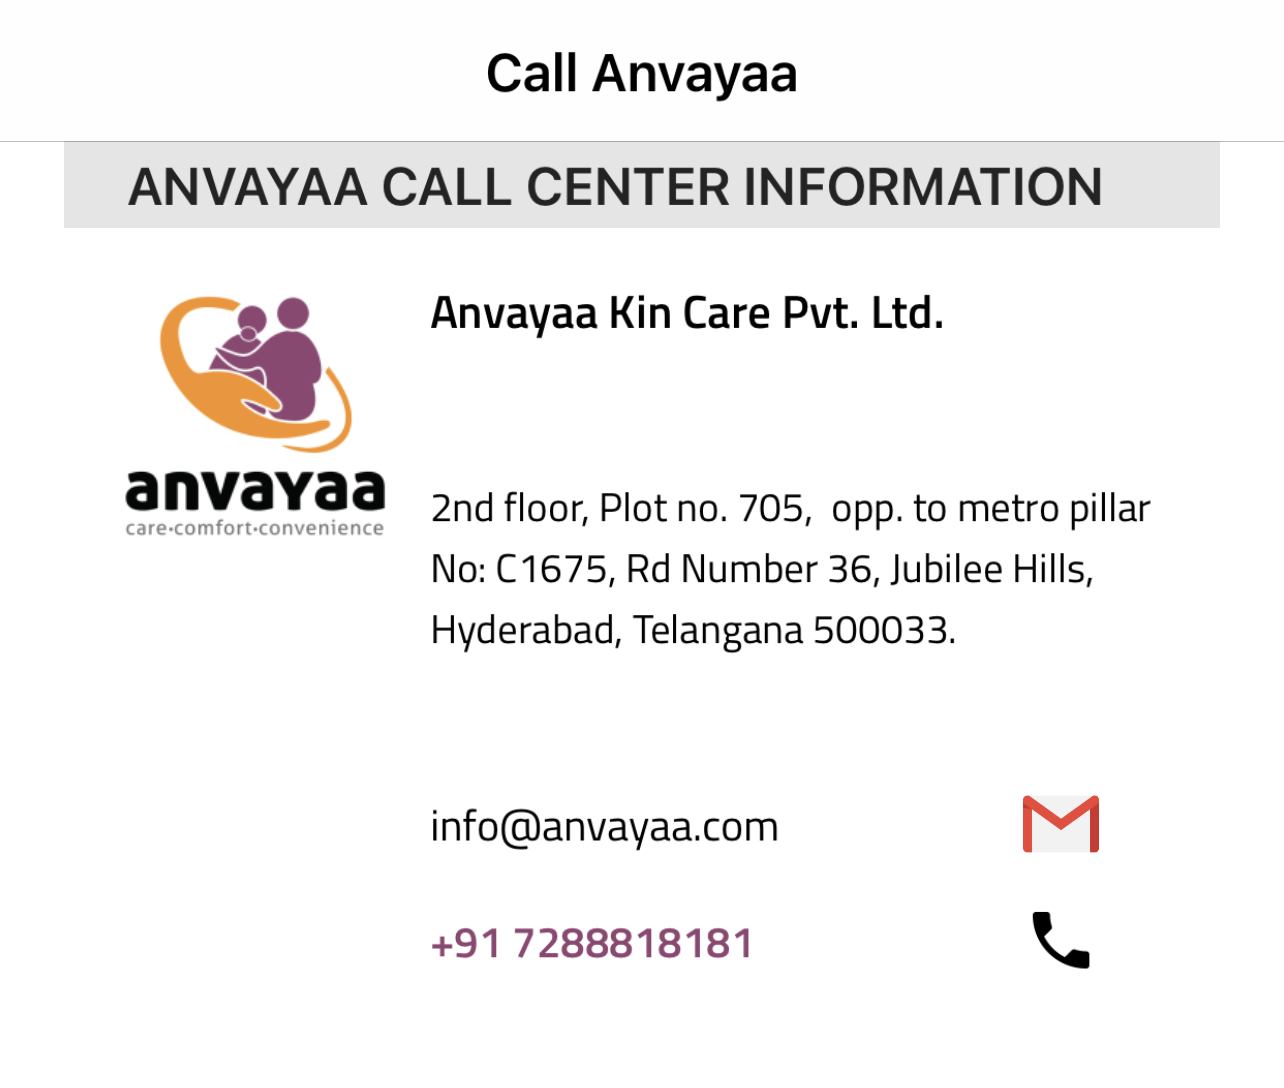 Call Anvayaa
ANVAYAA CALL CENTER INFORMATION
Anvayaa Kin Care Pvt. Ltd.
anvayaa
care•comfort•convenience
2nd floor, Plot no. 705,  opp. to metro pillar
No: C1675, Rd Number 36, Jubilee Hills,
Hyderabad, Telangana 500033.
info@anvayaa.com
+91 7288818181